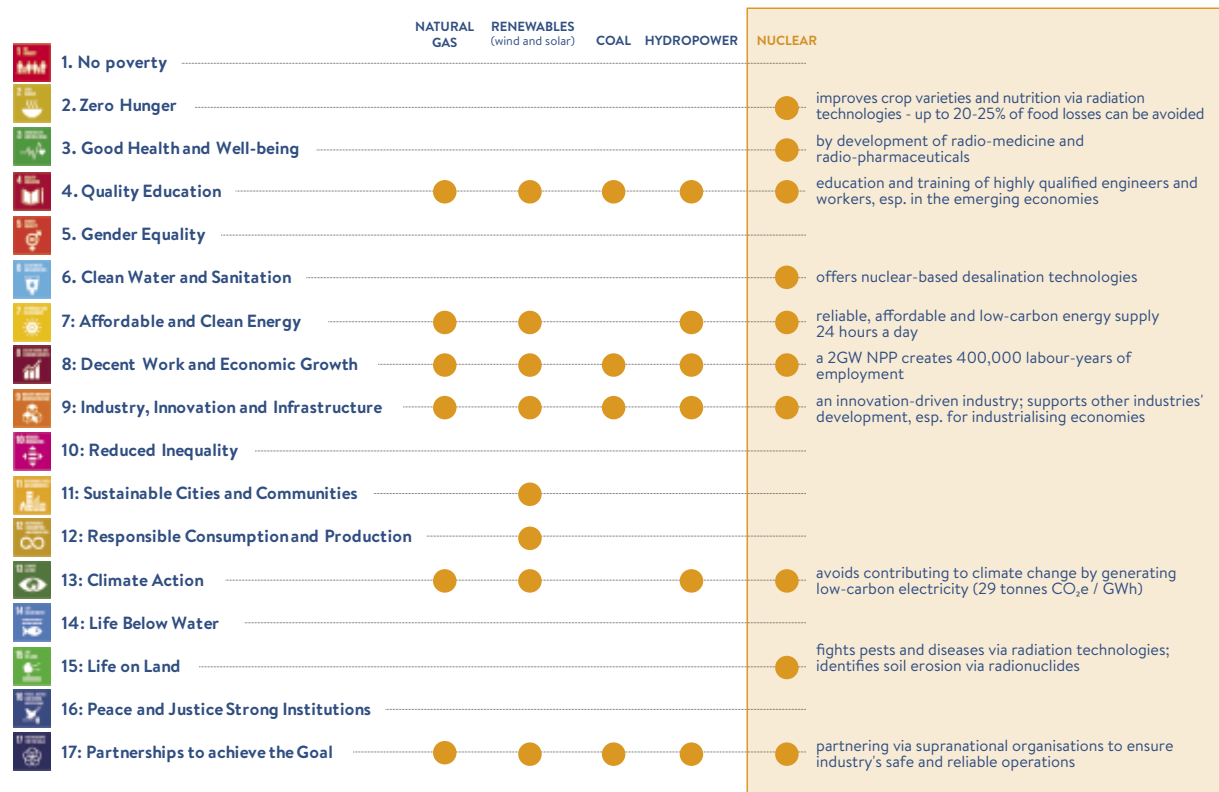 NATURAL GAS
RENEWABLES (wind and solar)
COAL
HYDROPOWER
NUCLEAR
1. No poverty
2. Zero Hunger
improves crop varieties and nutrition via radiation
technologies - up to 20-25% of food losses can be avoided
3. Good Health and Well-being
by development of radio-medicine and
radio-pharmaceuticals
4. Quality Education
education and training of highly qualified engineers and
workers, esp. in the emerging economies
5. Gender Equality
6. Clean Water and Sanitation
offers nuclear-based desalination technologies
7: Affordable and Clean Energy
reliable, affordable and low-carbon energy supply
24 hours a day
8: Decent Work and Economic Growth
a 2GW NPP creates 400,000 labour-years of
employment
9: Industry, Innovation and Infrastructure
an innovation-driven industry; supports other industries'
development, esp. for industrialising economies
10: Reduced Inequality
11: Sustainable Cities and Communities
12: Responsible Consumption and Production
13: Climate Action
avoids contributing to climate change by generating
low-carbon electricity (29 tonnes CO₂e / GWh)
14: Life Below Water
15: Life on Land
fights pests and diseases via radiation technologies;
identifies soil erosion via radionuclides
16: Peace and Justice Strong Institutions
17: Partnerships to achieve the Goal
partnering via supranational organisations to ensure
industry's safe and reliable operations